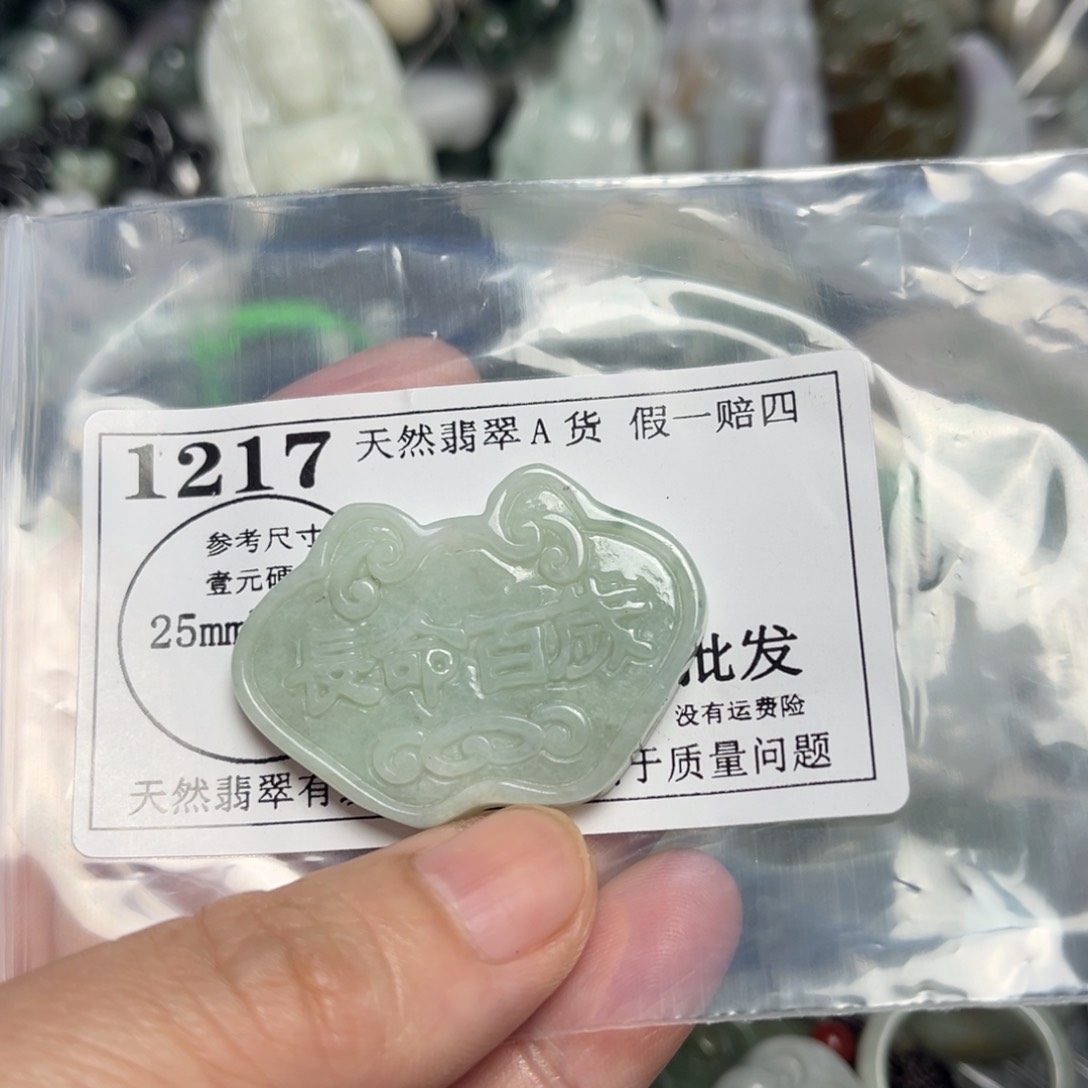 1217 天然翡翠A货 假一赔四
参考尺寸
壹元硬
25mm
長命百歲
批发
没有运费险
天然翡翠有
于质量问题